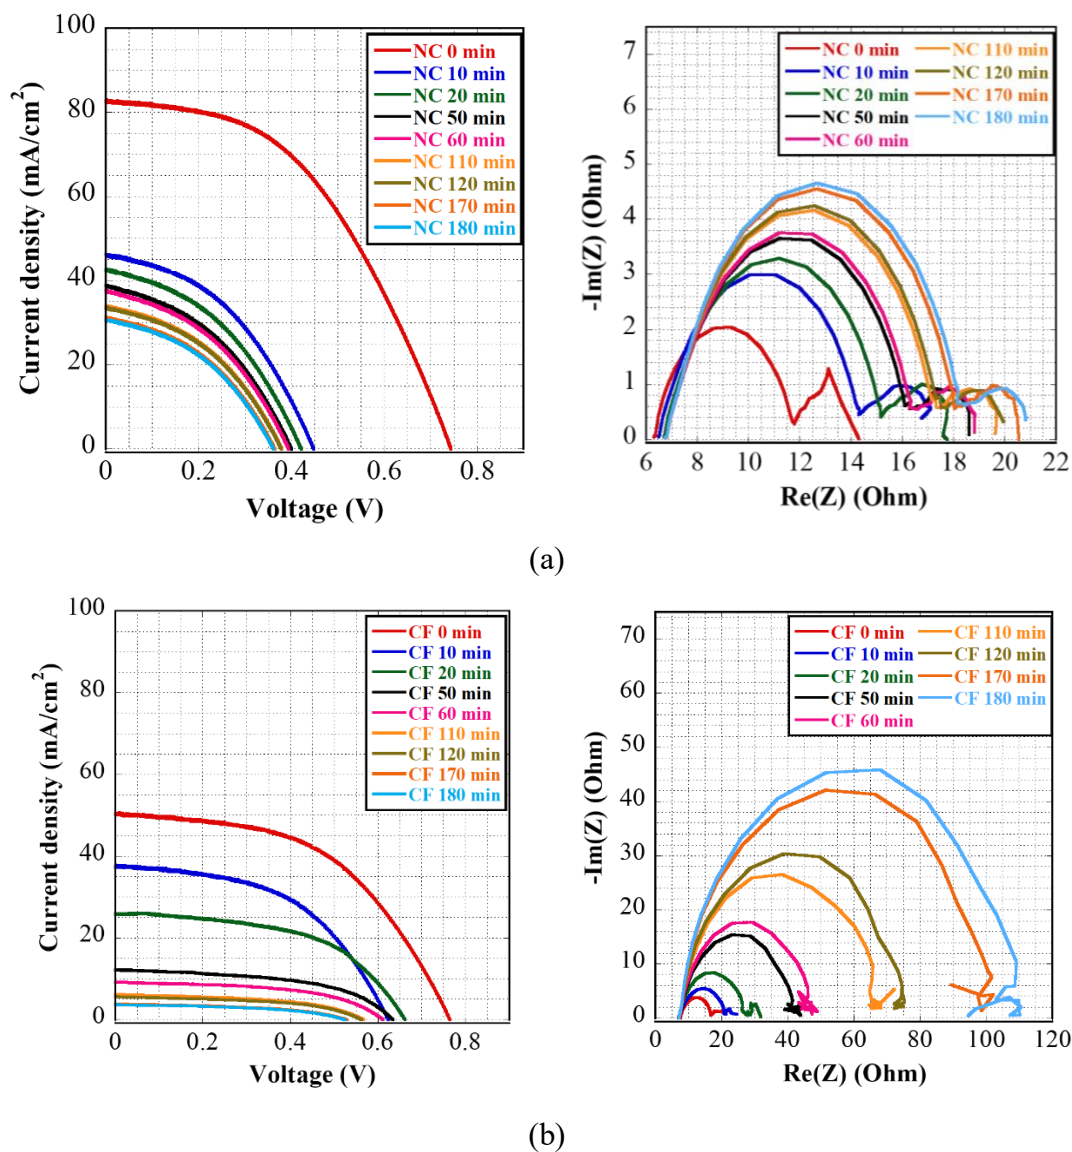 100
80
60
40
20
0
Current density (mA/cm²)
0
0.2
0.4
0.6
0.8
Voltage (V)
NC 0 min
NC 10 min
NC 20 min
NC 50 min
NC 60 min
NC 110 min
NC 120 min
NC 170 min
NC 180 min
7
6
5
4
3
2
1
0
-Im(Z) (Ohm)
6
8
10
12
14
16
18
20
22
Re(Z) (Ohm)
NC 0 min NC 110 min
NC 10 min NC 120 min
NC 20 min NC 170 min
NC 50 min NC 180 min
NC 60 min
(a)
100
80
60
40
20
0
Current density (mA/cm²)
0
0.2
0.4
0.6
0.8
Voltage (V)
CF 0 min
CF 10 min
CF 20 min
CF 50 min
CF 60 min
CF 110 min
CF 120 min
CF 170 min
CF 180 min
70
60
50
40
30
20
10
0
-Im(Z) (Ohm)
0
20
40
60
80
100
120
Re(Z) (Ohm)
CF 0 min CF 110 min
CF 10 min CF 120 min
CF 20 min CF 170 min
CF 50 min CF 180 min
CF 60 min
(b)